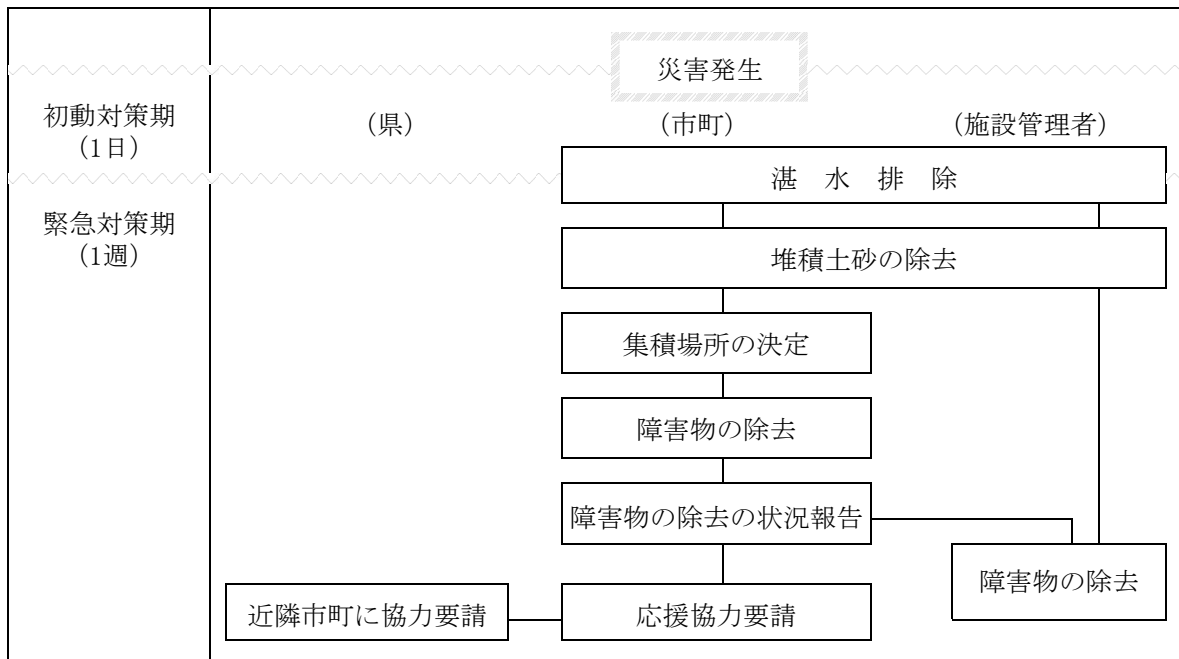 災害発生
初動対策期
(1日)
(県)
(市町)
(施設管理者)
湛水排除
緊急対策期
(1週)
堆積土砂の除去
集積場所の決定
障害物の除去
障害物の除去の状況報告
障害物の除去
近隣市町に協力要請
応援協力要請